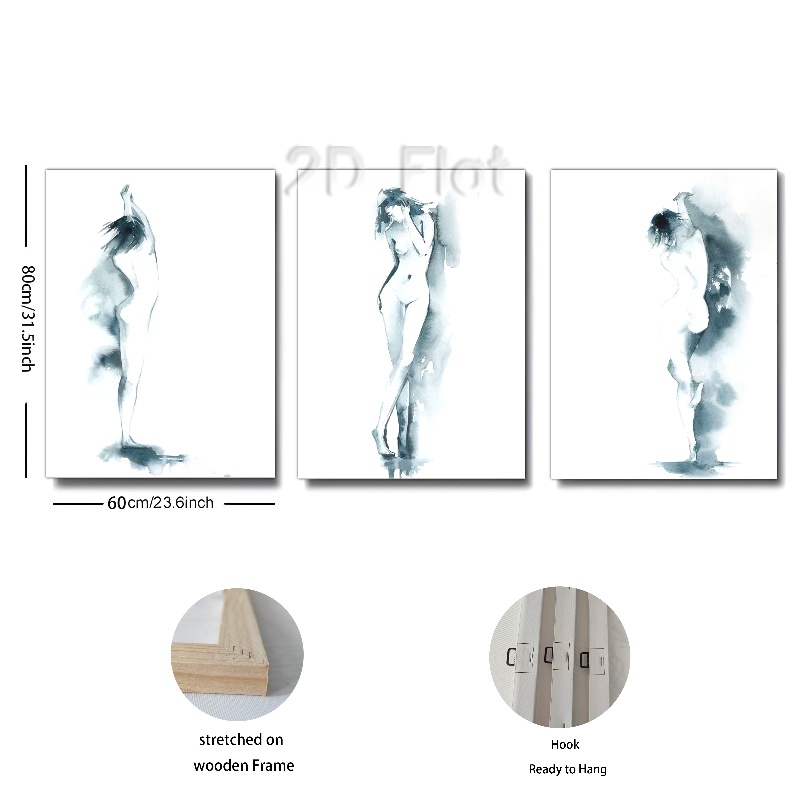 2D Flat
80cm/31.5inch
60cm/23.6inch
stretched on
wooden Frame
Hook
Ready to Hang